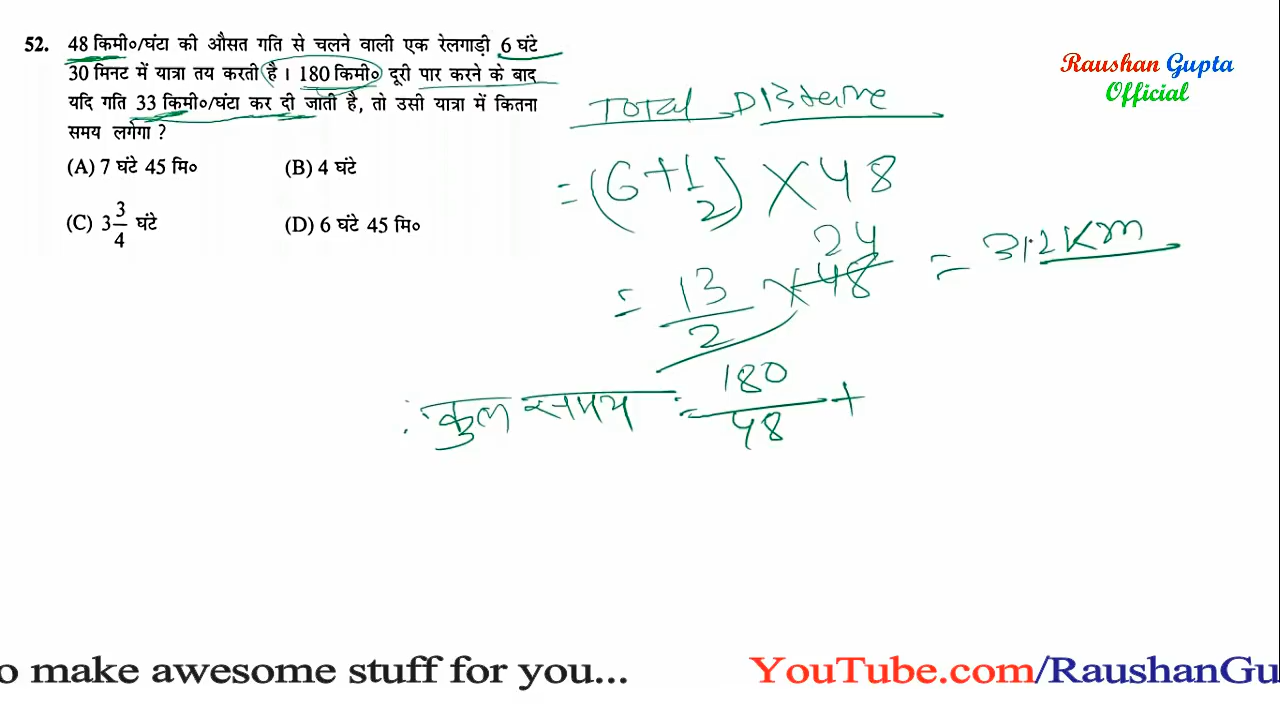 52. 48 किमी०/घंटा की औसत गति से चलने वाली एक रेलगाड़ी 6 घंटे
30 मिनट में यात्रा तय करती है। 180 किमी० दूरी पार करने के बाद
यदि गति 33 किमी०/घंटा कर दी जाती है, तो उसी यात्रा में कितना
समय लगेगा ?
(A) 7 घंटे 45 मि० (B) 4 घंटे
(C) 3 3/4 घंटे (D) 6 घंटे 45 मि०
Raushan Gupta
Official
Total Distance
= (6+1/2) × 48
= 13/2 × 48 24 = 312 Km
∴ कुल समय = 180/48 +
o make awesome stuff for you...
YouTube.com/RaushanGu